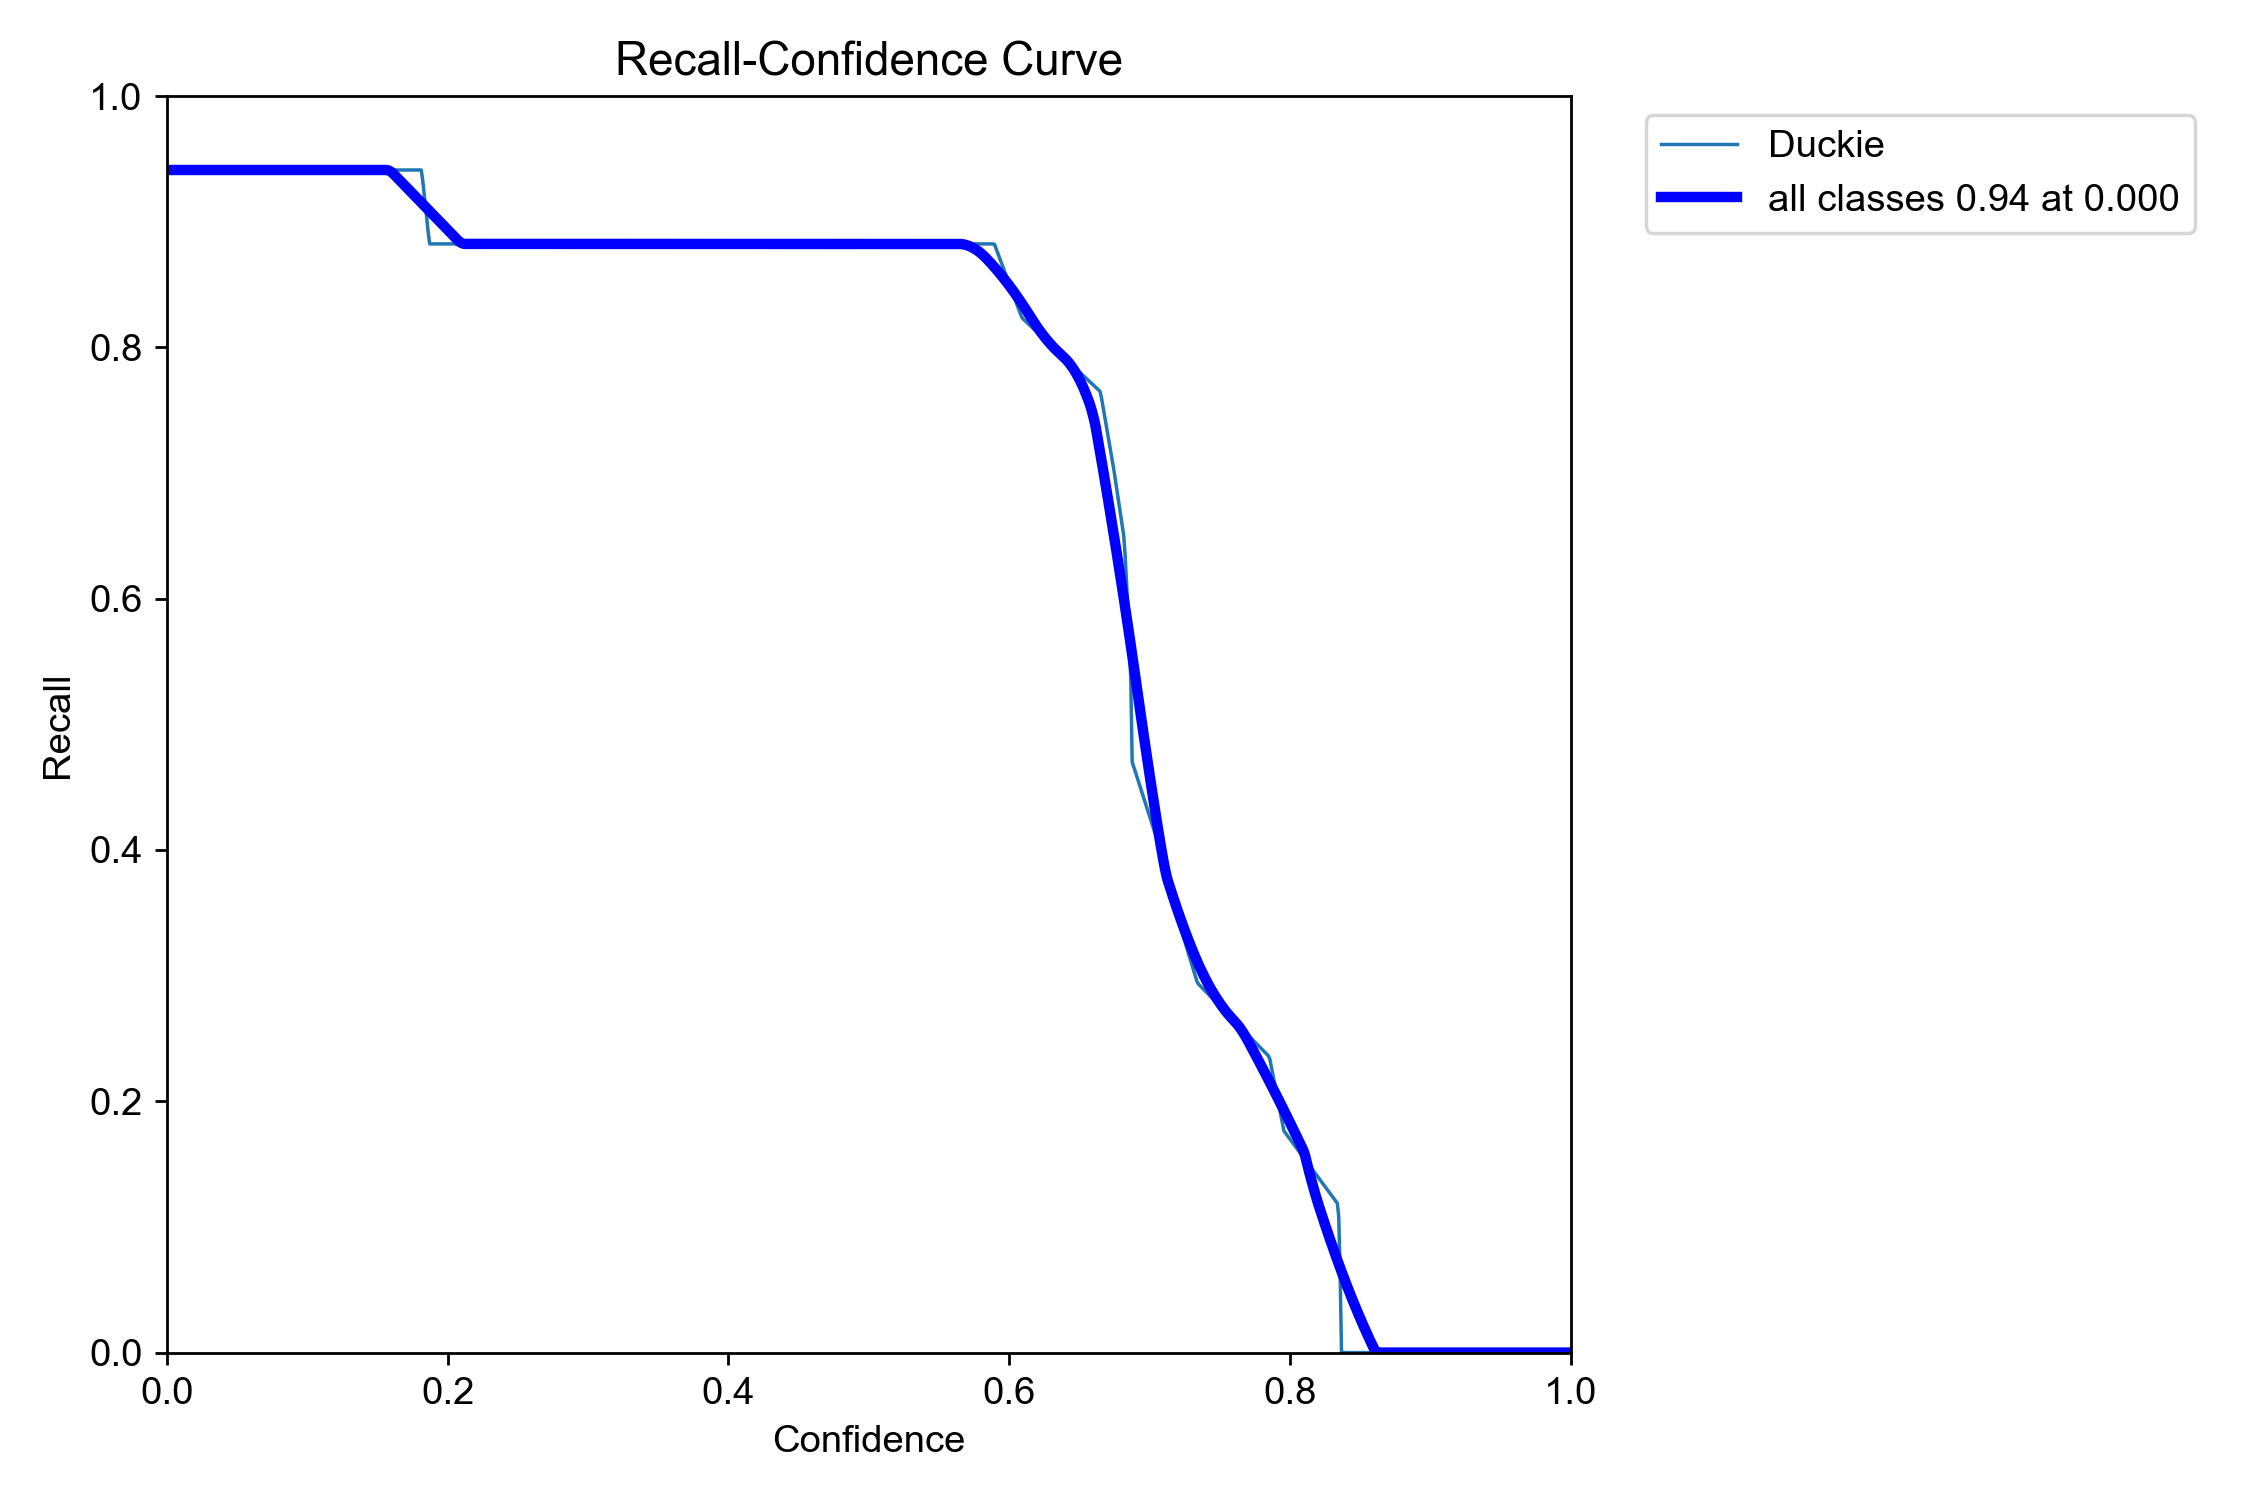 Recall-Confidence Curve
1.0
0.8
0.6
0.4
0.2
0.0
Recall
0.0 0.2 0.4 0.6 0.8 1.0
Confidence
Duckie
all classes 0.94 at 0.000